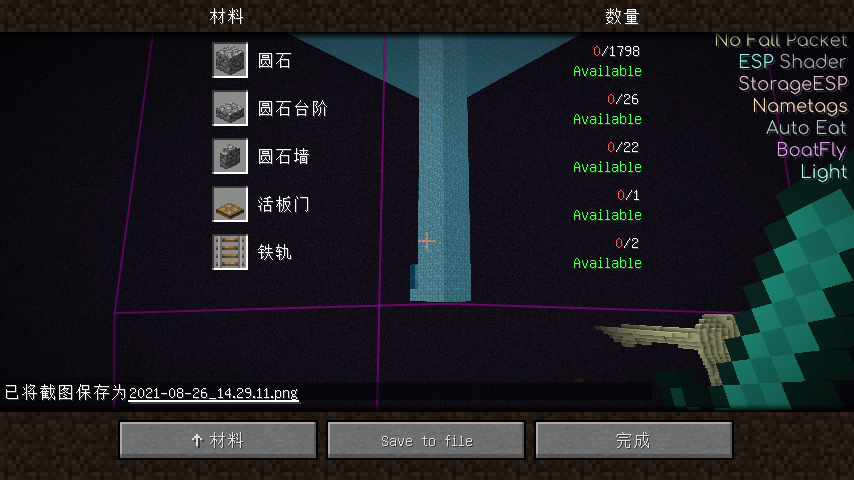 材料 数量
No Fall Packet
圆石 0/1798
Available
ESP Shader
StorageESP
圆石台阶 0/26
Available
Nametags
Auto Eat
圆石墙 0/22
Available
BoatFly
Light
活板门 0/1
Available
铁轨 0/2
Available
已将截图保存为2021-08-26_14.29.11.png
↑ 材料 Save to file 完成